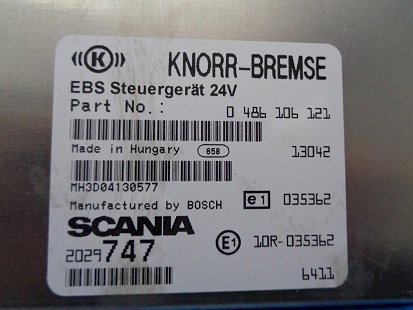 K KNORR-BREMSE
EBS Steuergerät 24V
Part No.: 0 486 106 121
Made in Hungary 658 13042
MH3D04130577
Manufactured by BOSCH e1 035362
SCANIA
2029747 E1 10R-035362
6411